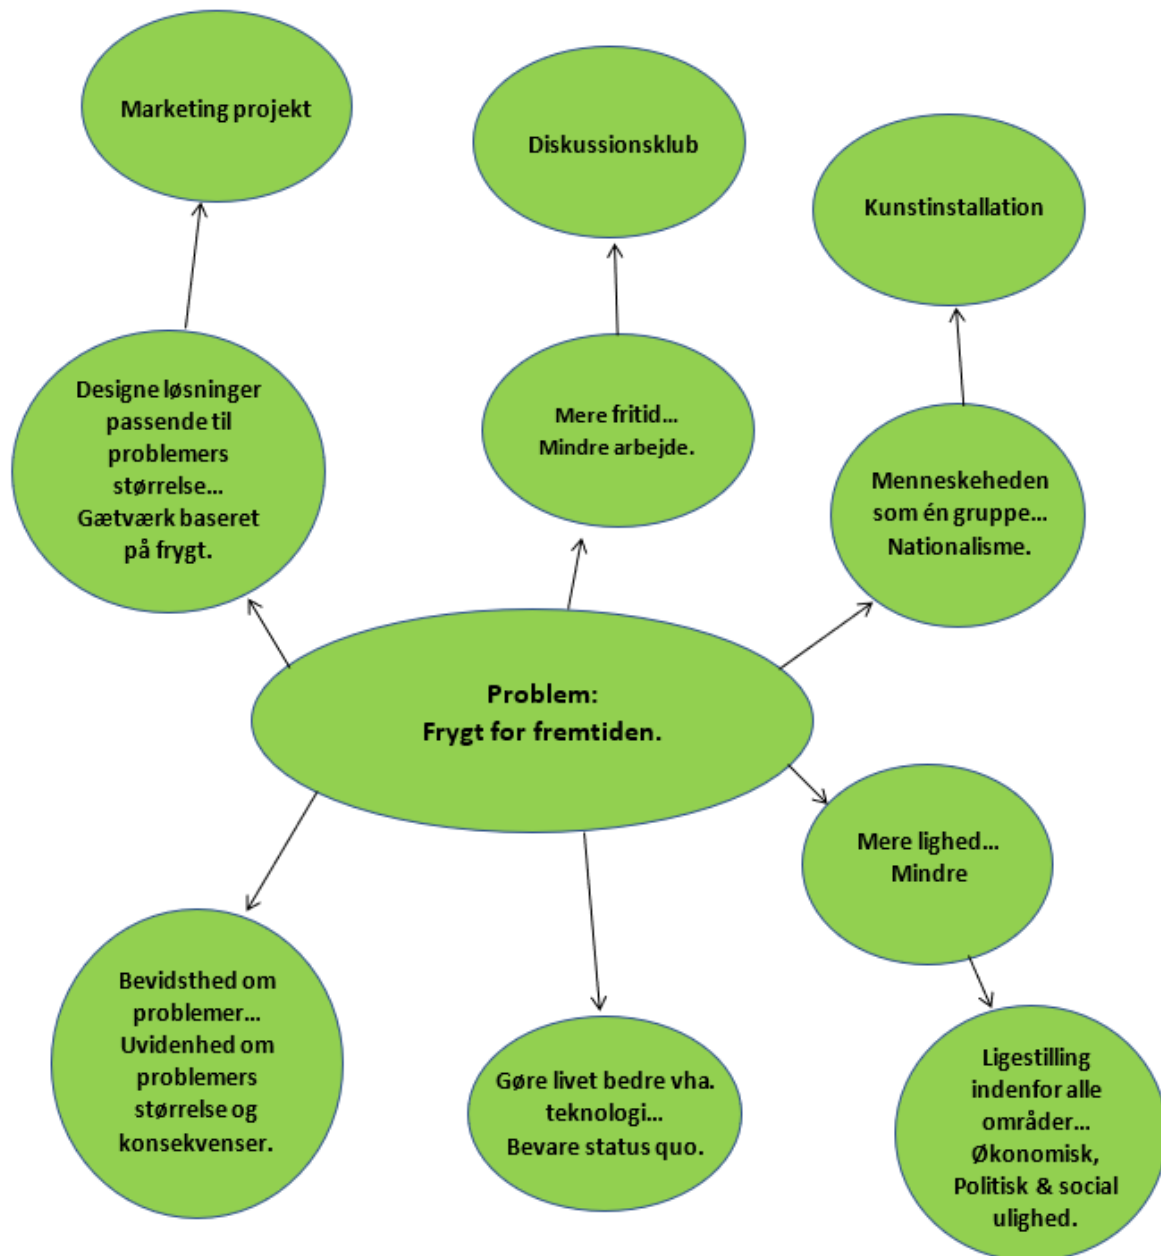 Marketing projekt
Diskussionsklub
Kunstinstallation
Designe løsninger
passende til
problemers
størrelse...
Gætværk baseret
på frygt.
Mere fritid...
Mindre arbejde.
Menneskeheden
som én gruppe...
Nationalisme.
Problem:
Frygt for fremtiden.
Mere lighed...
Mindre
Bevidsthed om
problemer...
Uvidenhed om
problemers
størrelse og
konsekvenser.
Gøre livet bedre vha.
teknologi...
Bevare status quo.
Ligestilling
indenfor alle
områder...
Økonomisk,
Politisk & social
ulighed.